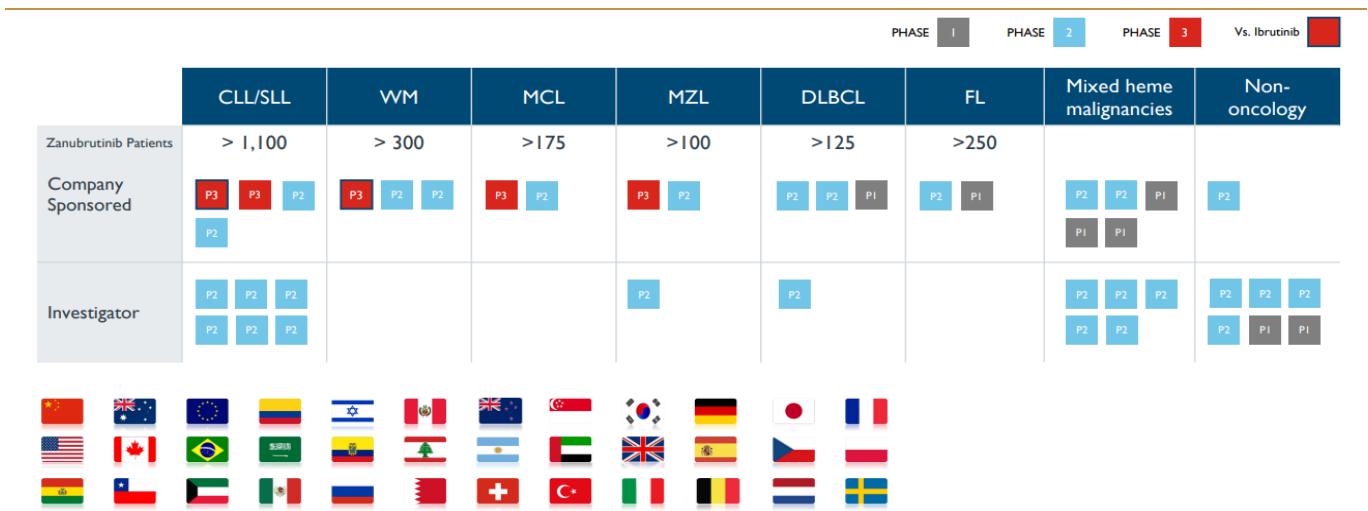 PHASE 1 PHASE 2 PHASE 3 Vs. Ibrutinib
CLL/SLL WM MCL MZL DLBCL FL Mixed heme malignancies Non-oncology
Zanubrutinib Patients > 1,100 > 300 >175 >100 >125 >250
Company Sponsored
P3 P3 P2 P3 P2 P2 P3 P2 P3 P2 P2 P2 P1 P2 P1 P2 P2 P1 P2
P2 P1 P1
Investigator
P2 P2 P2 P2 P2 P2 P2 P2 P2 P2 P2
P2 P2 P2 P2 P2 P2 P1 P1